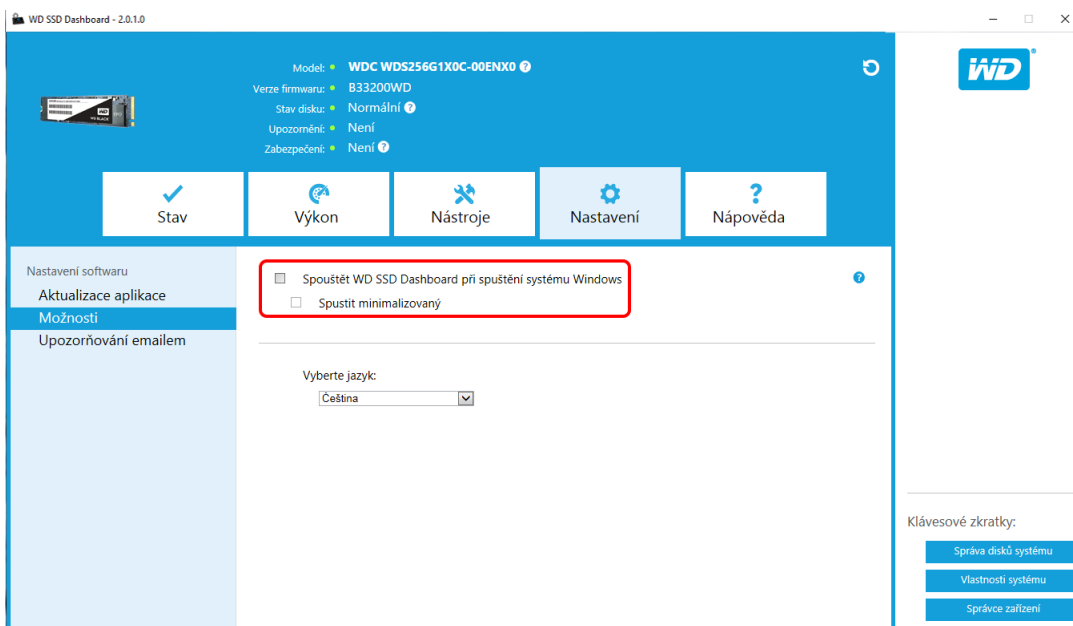 WD SSD Dashboard - 2.0.1.0
Model: WDC WDS256G1X0C-00ENX0 ?
Verze firmwaru: B33200WD
Stav disku: Normální ?
Upozornění: Není
Zabezpečení: Není ?
WD
Stav
Výkon
Nástroje
Nastavení
? Nápověda
Nastavení softwaru
Aktualizace aplikace
Možnosti
Upozorňování emailem
Spouštět WD SSD Dashboard při spuštění systému Windows ?
Spustit minimalizovaný
Vyberte jazyk:
Čeština
Klávesové zkratky:
Správa disků systému
Vlastnosti systému
Správce zařízení